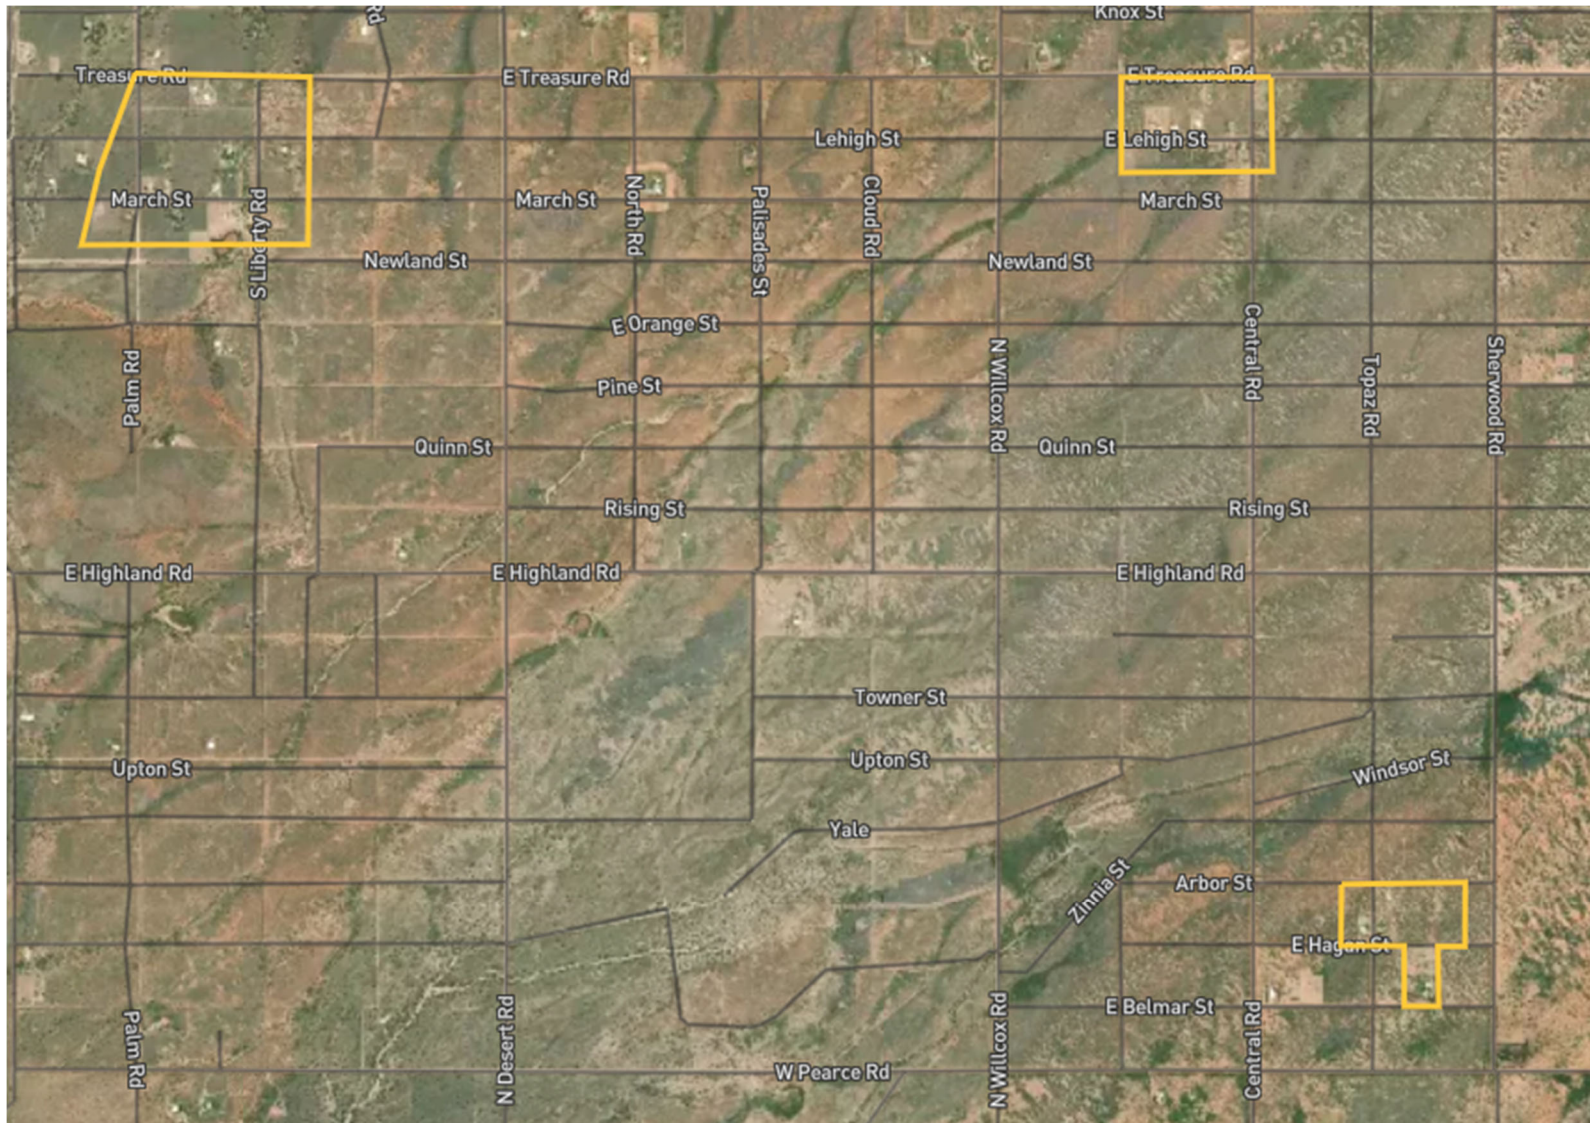 Rd
Knox St
Treasure Rd
E Treasure Rd
E Treasure Rd
Lehigh St
E Lehigh St
March St
March St
March St
S Liberty Rd
North Rd
Palisades St
Cloud Rd
Newland St
Newland St
E Orange St
Central Rd
Palm Rd
N Willcox Rd
Topaz Rd
Sherwood Rd
Pine St
Quinn St
Quinn St
Rising St
Rising St
E Highland Rd
E Highland Rd
E Highland Rd
Towner St
Upton St
Upton St
Windsor St
Yale
Zinnia St
Arbor St
E Hagan St
Palm Rd
N Desert Rd
N Willcox Rd
E Belmar St
Central Rd
W Pearce Rd